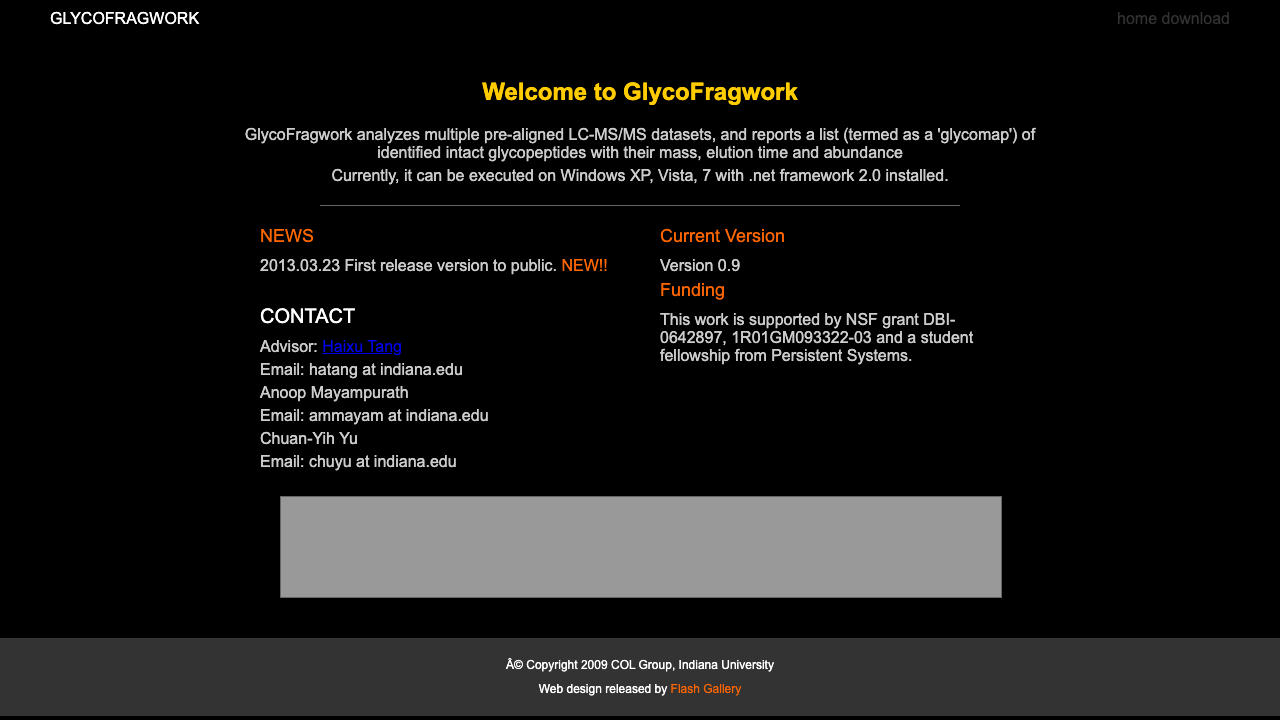 GLYCOFRAGWORK
home download
Welcome to GlycoFragwork
GlycoFragwork analyzes multiple pre-aligned LC-MS/MS datasets, and reports a list (termed as a 'glycomap') of
identified intact glycopeptides with their mass, elution time and abundance
Currently, it can be executed on Windows XP, Vista, 7 with .net framework 2.0 installed.
NEWS
2013.03.23 First release version to public. NEW!!
CONTACT
Advisor: Haixu Tang
Email: hatang at indiana.edu
Anoop Mayampurath
Email: ammayam at indiana.edu
Chuan-Yih Yu
Email: chuyu at indiana.edu
Current Version
Version 0.9
Funding
This work is supported by NSF grant DBI-
0642897, 1R01GM093322-03 and a student
fellowship from Persistent Systems.
Â© Copyright 2009 COL Group, Indiana University
Web design released by Flash Gallery